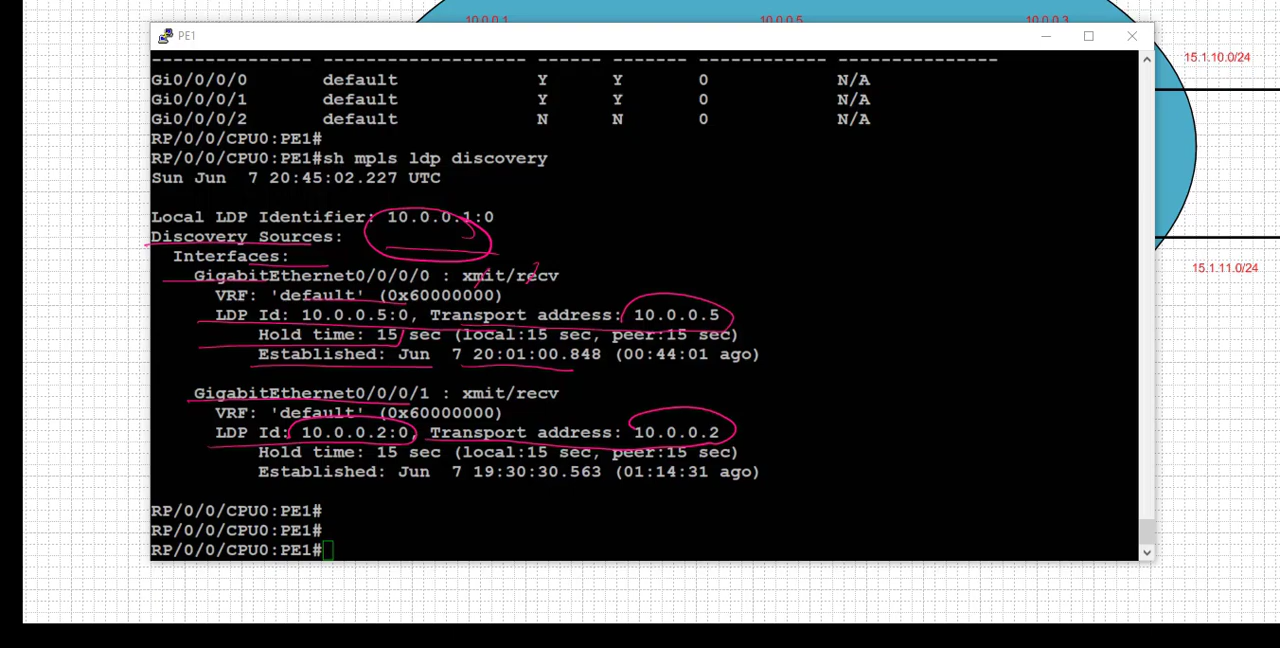 10.0.0.1 10.0.0.5 10.0.0.3
PE1
15.1.10.0/24
--------------- ------------------- ------ ------- ------------ ---------------
Gi0/0/0/0 default Y Y 0 N/A
Gi0/0/0/1 default Y Y 0 N/A
Gi0/0/0/2 default N N 0 N/A
RP/0/0/CPU0:PE1#
RP/0/0/CPU0:PE1#sh mpls ldp discovery
Sun Jun 7 20:45:02.227 UTC
Local LDP Identifier: 10.0.0.1:0
Discovery Sources:
Interfaces:
15.1.11.0/24
GigabitEthernet0/0/0/0 : xmit/recv
VRF: 'default' (0x60000000)
LDP Id: 10.0.0.5:0, Transport address: 10.0.0.5
Hold time: 15 sec (local:15 sec, peer:15 sec)
Established: Jun 7 20:01:00.848 (00:44:01 ago)
GigabitEthernet0/0/0/1 : xmit/recv
VRF: 'default' (0x60000000)
LDP Id: 10.0.0.2:0, Transport address: 10.0.0.2
Hold time: 15 sec (local:15 sec, peer:15 sec)
Established: Jun 7 19:30:30.563 (01:14:31 ago)
RP/0/0/CPU0:PE1#
RP/0/0/CPU0:PE1#
RP/0/0/CPU0:PE1#